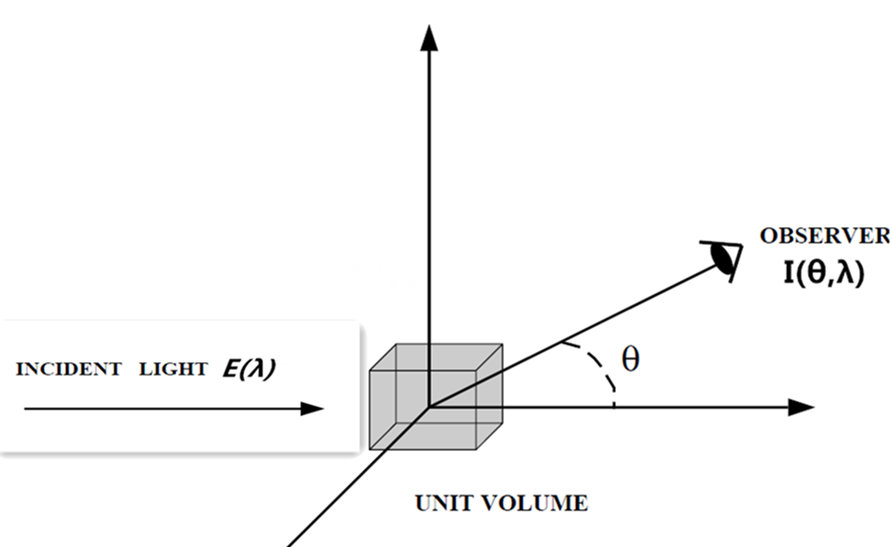 OBSERVER
I(θ,λ)
INCIDENT LIGHT E(λ)
θ
UNIT VOLUME